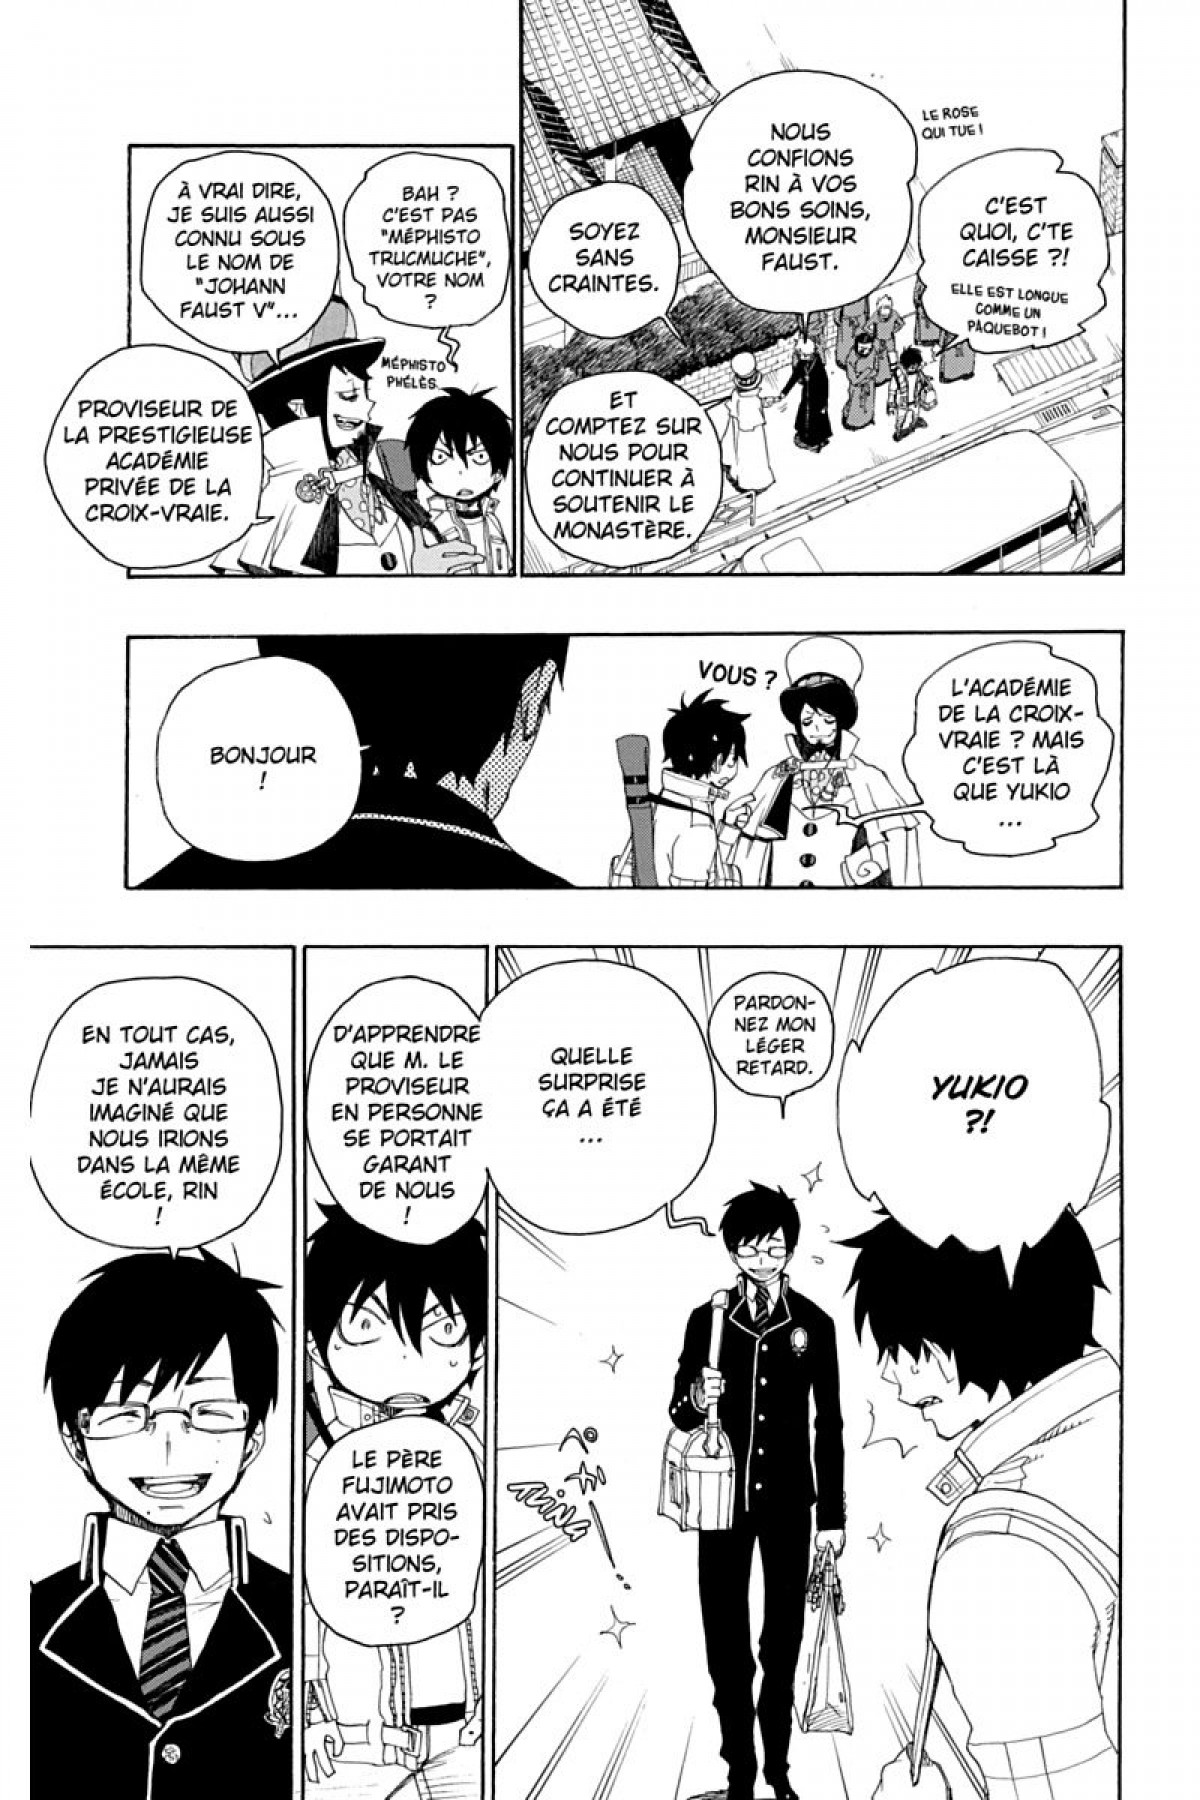 LE ROSE
QUI TUE !
C'EST
QUOI, C'TE
CAISSE ?!
ELLE EST LONGUE
COMME UN
PAQUEBOT !
NOUS
CONFIONS
RIN À VOS
BONS SOINS,
MONSIEUR
FAUST.
SOYEZ
SANS
CRAINTES.
ET
COMPTEZ SUR
NOUS POUR
CONTINUER À
SOUTENIR LE
MONASTÈRE.
BAH ?
C'EST PAS
"MÉPHISTO
TRUCMUCHE",
VOTRE NOM
?
MÉPHISTO
PHÉLÈS.
À VRAI DIRE,
JE SUIS AUSSI
CONNU SOUS
LE NOM DE
"JOHANN
FAUST V"...
PROVISEUR DE
LA PRESTIGIEUSE
ACADÉMIE
PRIVÉE DE LA
CROIX-VRAIE.
L'ACADÉMIE
DE LA CROIX-
VRAIE ? MAIS
C'EST LÀ
QUE YUKIO
...
VOUS ?
BONJOUR
!
YUKIO
?!
PARDON-
NEZ MON
LÉGER
RETARD.
QUELLE
SURPRISE
ÇA A ÉTÉ
...
ペカーッ
TWINN
D'APPRENDRE
QUE M. LE
PROVISEUR
EN PERSONNE
SE PORTAIT
GARANT
DE NOUS
!
LE PÈRE
FUJIMOTO
AVAIT PRIS
DES DISPO-
SITIONS,
PARAÎT-IL
?
EN TOUT CAS,
JAMAIS
JE N'AURAIS
IMAGINÉ QUE
NOUS IRIONS
DANS LA MÊME
ÉCOLE, RIN
!